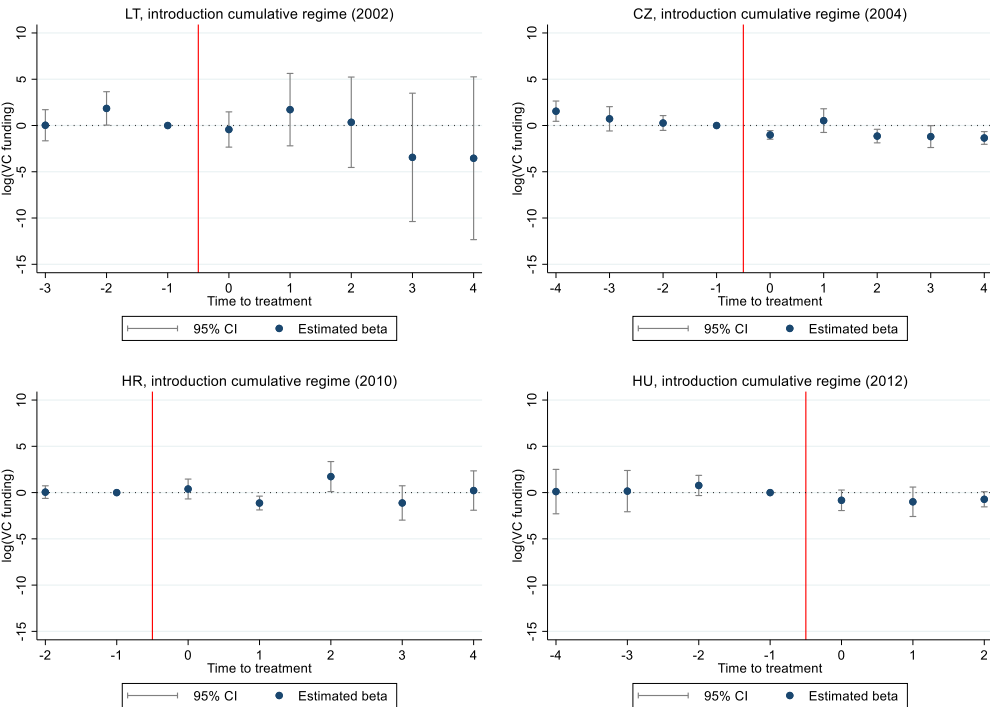 LT, introduction cumulative regime (2002)
log(VC funding)
10
5
0
-5
-10
-15
-3 -2 -1 0 1 2 3 4
Time to treatment
95% CI Estimated beta
CZ, introduction cumulative regime (2004)
log(VC funding)
10
5
0
-5
-10
-15
-4 -3 -2 -1 0 1 2 3 4
Time to treatment
95% CI Estimated beta
HR, introduction cumulative regime (2010)
log(VC funding)
10
5
0
-5
-10
-15
-2 -1 0 1 2 3 4
Time to treatment
95% CI Estimated beta
HU, introduction cumulative regime (2012)
log(VC funding)
10
5
0
-5
-10
-15
-4 -3 -2 -1 0 1 2
Time to treatment
95% CI Estimated beta